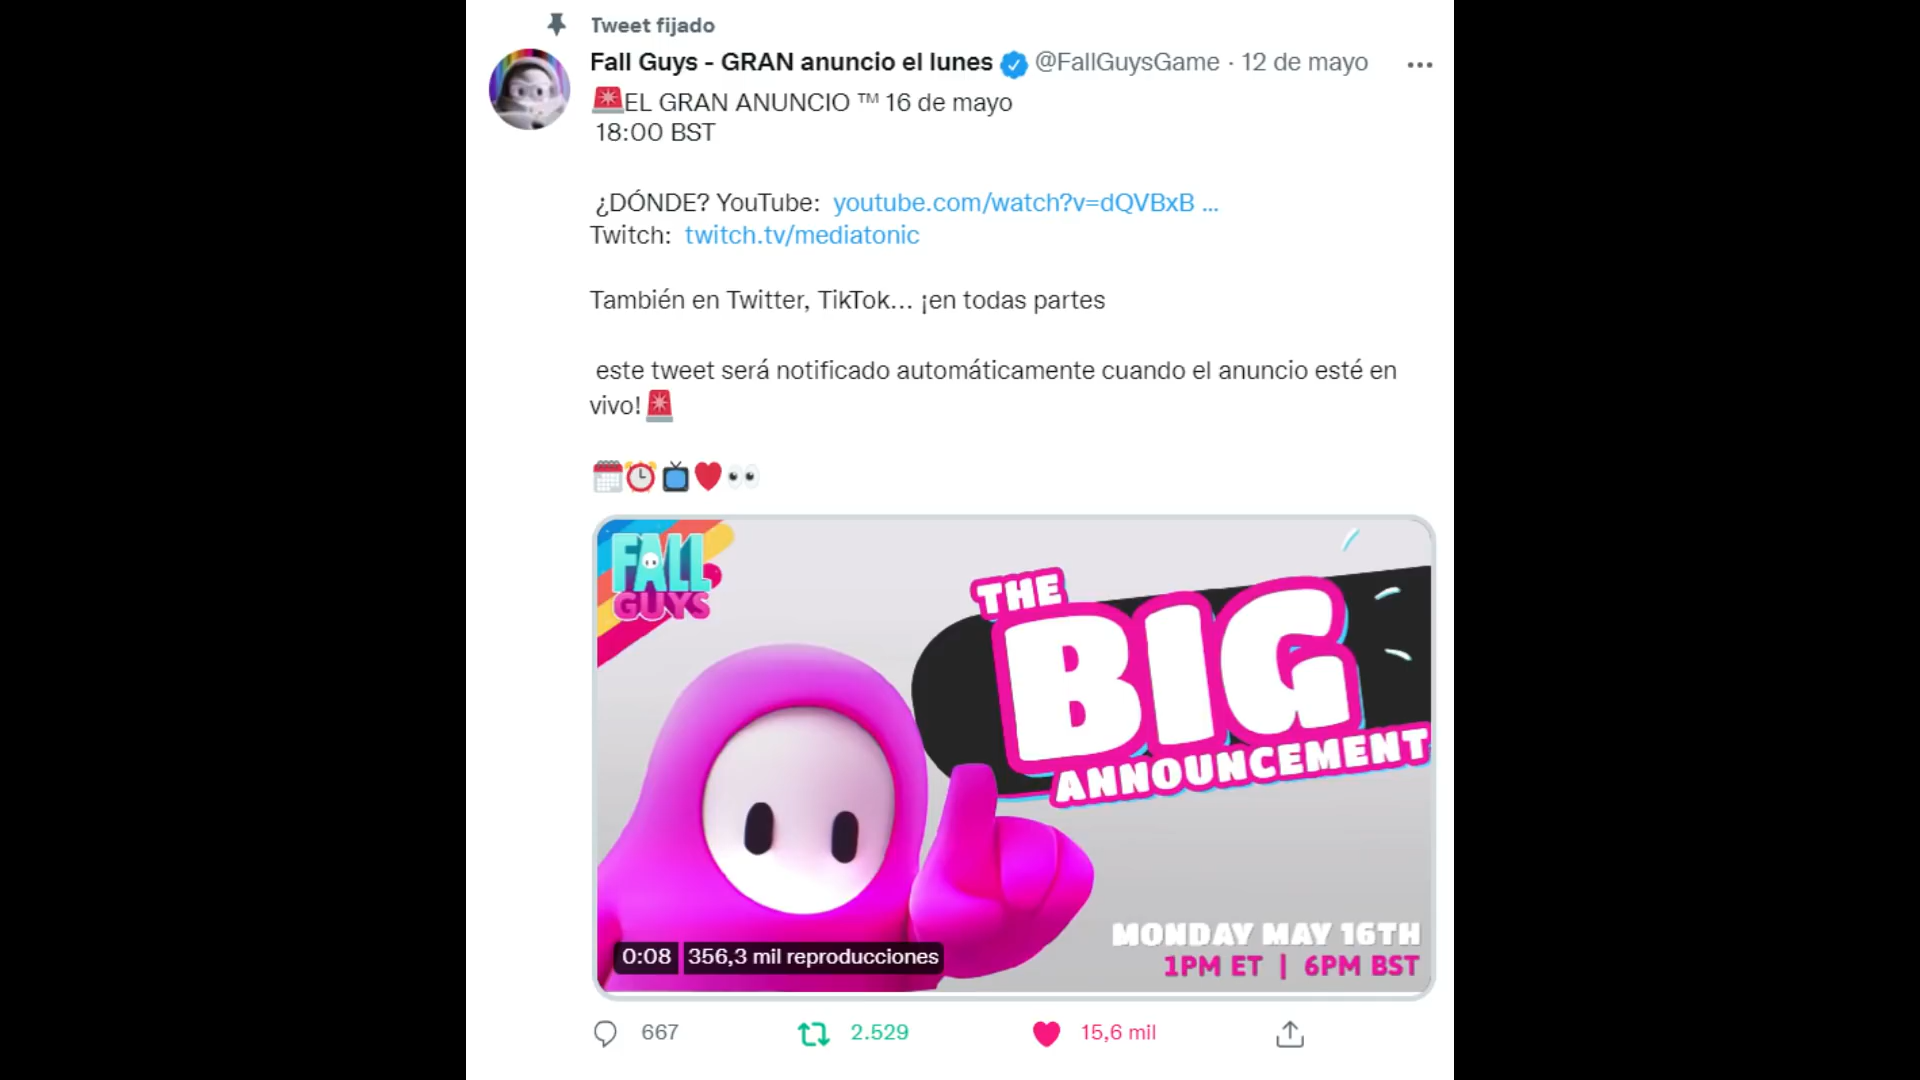 Tweet fijado
Fall Guys - GRAN anuncio el lunes @FallGuysGame · 12 de mayo
🚨EL GRAN ANUNCIO ™ 16 de mayo
18:00 BST
¿DÓNDE? YouTube: youtube.com/watch?v=dQVBxB ...
Twitch: twitch.tv/mediatonic
También en Twitter, TikTok... ¡en todas partes
este tweet será notificado automáticamente cuando el anuncio esté en
vivo!🚨
🗓️⏰📺❤️👀
FALL
GUYS
THE
BIG
ANNOUNCEMENT
MONDAY MAY 16TH
1PM ET | 6PM BST
0:08 356,3 mil reproducciones
667 2.529 15,6 mil